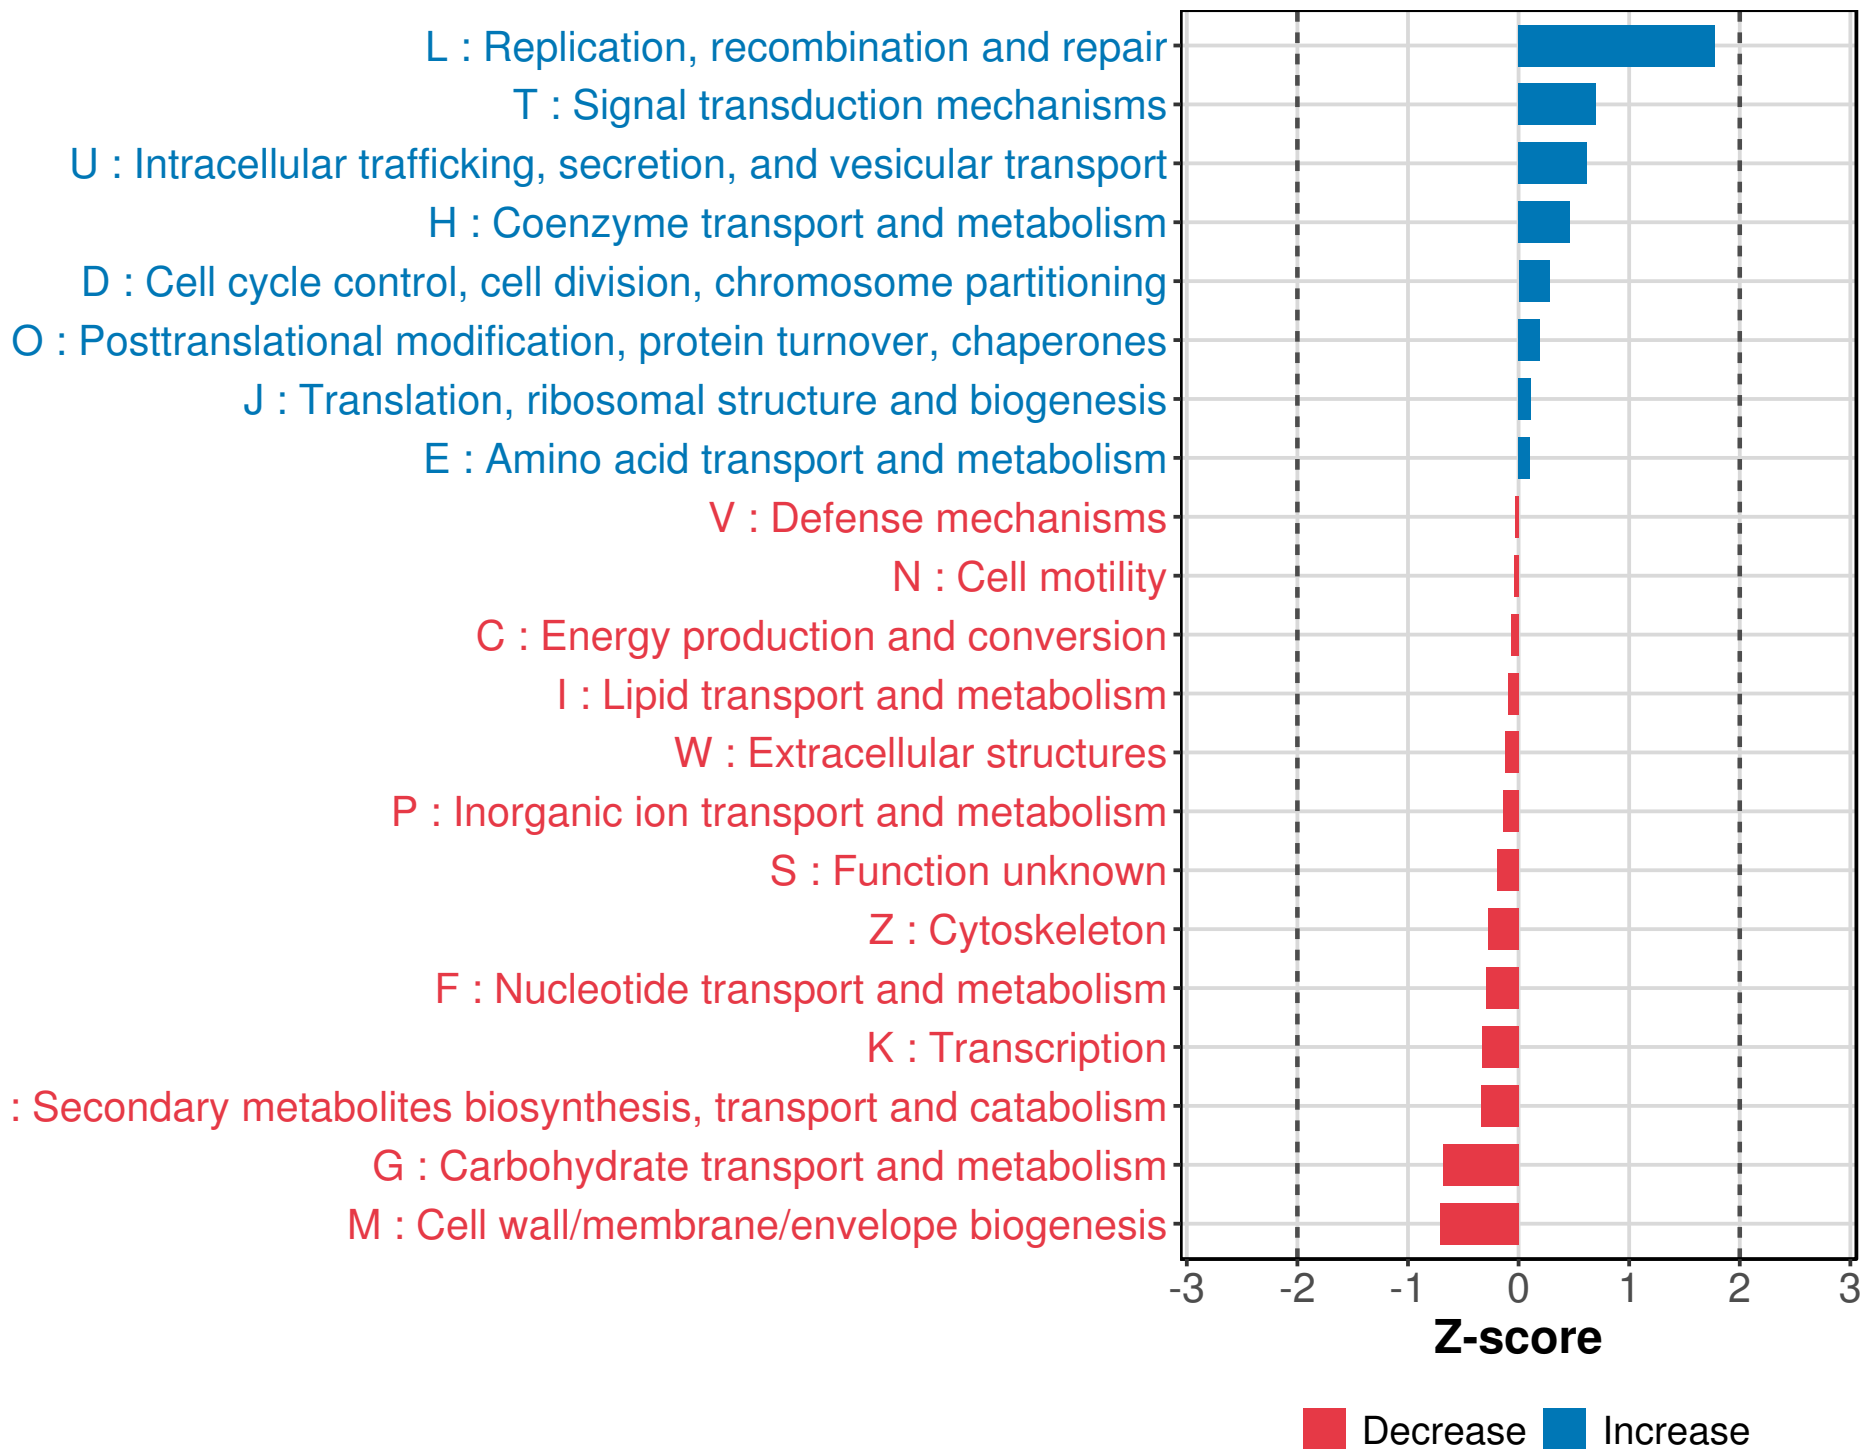 L : Replication, recombination and repair
T : Signal transduction mechanisms
U : Intracellular trafficking, secretion, and vesicular transport
H : Coenzyme transport and metabolism
D : Cell cycle control, cell division, chromosome partitioning
O : Posttranslational modification, protein turnover, chaperones
J : Translation, ribosomal structure and biogenesis
E : Amino acid transport and metabolism
V : Defense mechanisms
N : Cell motility
C : Energy production and conversion
I : Lipid transport and metabolism
W : Extracellular structures
P : Inorganic ion transport and metabolism
S : Function unknown
Z : Cytoskeleton
F : Nucleotide transport and metabolism
K : Transcription
: Secondary metabolites biosynthesis, transport and catabolism
G : Carbohydrate transport and metabolism
M : Cell wall/membrane/envelope biogenesis
-3 -2 -1 0 1 2 3
Z-score
Decrease Increase